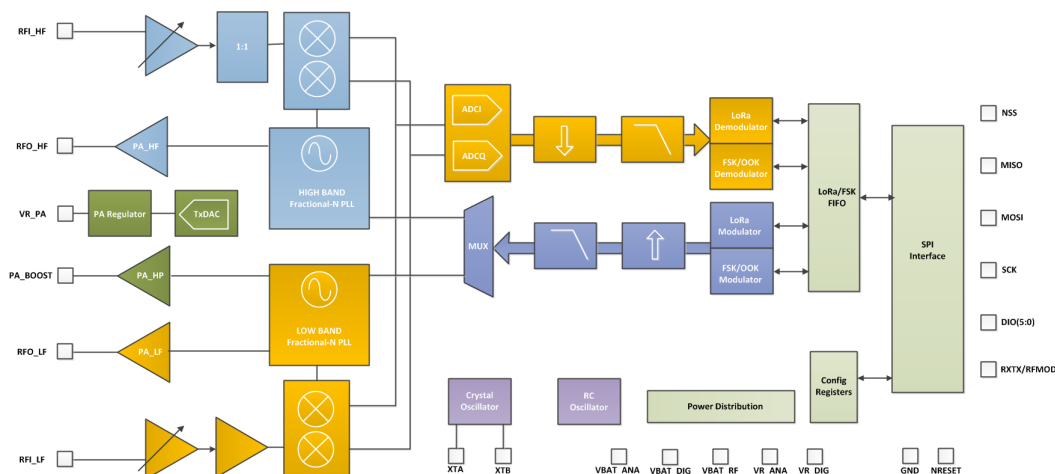 RFI_HF
1:1
RFO_HF
PA_HF
HIGH BAND
Fractional-N PLL
VR_PA
PA Regulator
TxDAC
PA_BOOST
PA_HP
RFO_LF
PA_LF
LOW BAND
Fractional-N PLL
RFI_LF
ADCI
ADCQ
MUX
LoRa
Demodulator
FSK/OOK
Demodulator
LoRa
Modulator
FSK/OOK
Modulator
LoRa/FSK
FIFO
SPI
Interface
Config
Registers
Crystal
Oscillator
RC
Oscillator
Power Distribution
XTA
XTB
VBAT_ANA
VBAT_DIG
VBAT_RF
VR_ANA
VR_DIG
GND
NRESET
NSS
MISO
MOSI
SCK
DIO(5:0)
RXTX/RFMOD